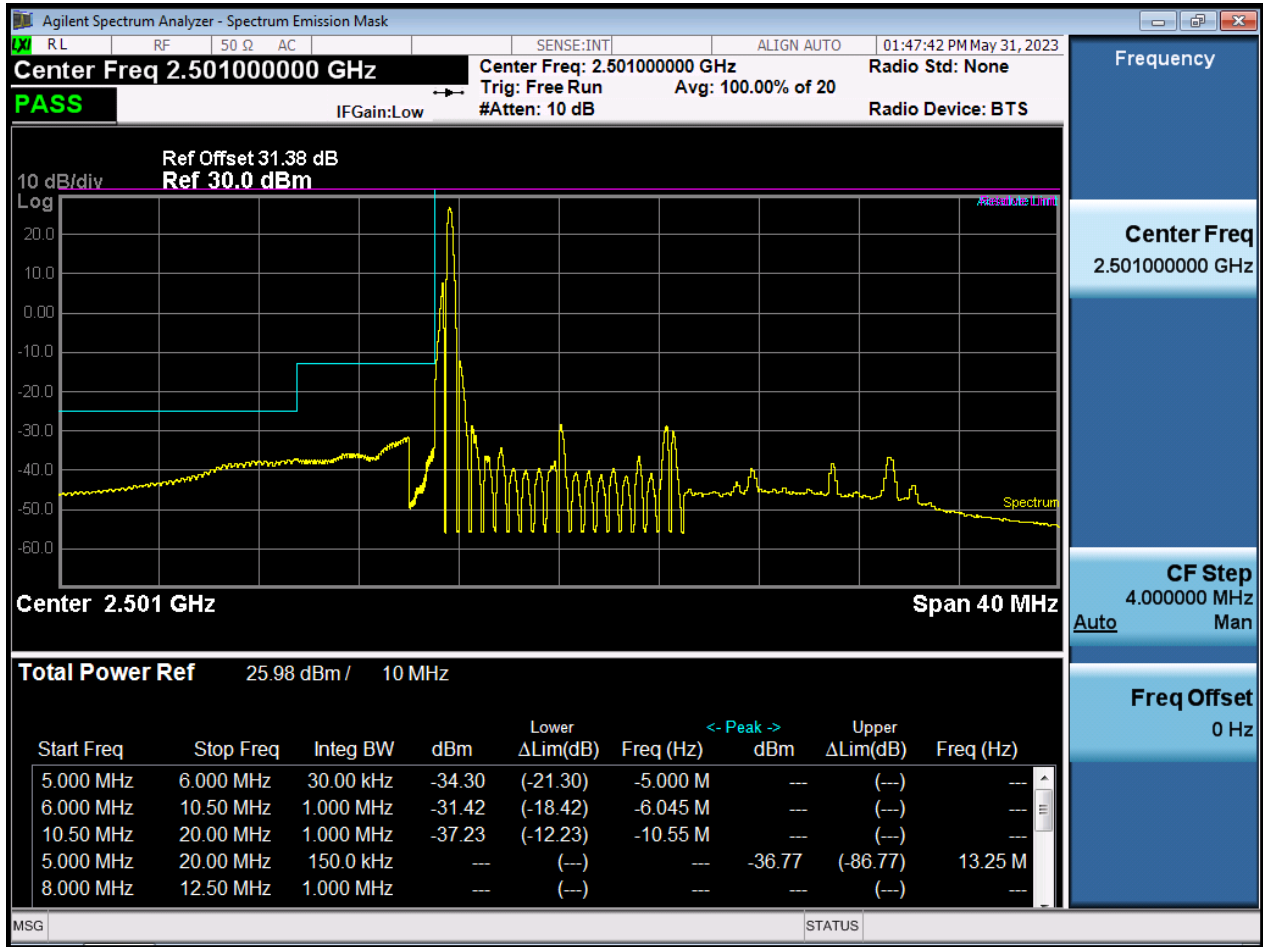 Agilent Spectrum Analyzer - Spectrum Emission Mask
LXI RL RF 50 Ω AC SENSE:INT ALIGN AUTO 01:47:42 PM May 31, 2023
Center Freq 2.501000000 GHz Center Freq: 2.501000000 GHz Radio Std: None
Trig: Free Run Avg: 100.00% of 20
PASS IFGain:Low #Atten: 10 dB Radio Device: BTS
Ref Offset 31.38 dB
10 dB/div Ref 30.0 dBm
Log
20.0
10.0
0.00
-10.0
-20.0
-30.0
-40.0
-50.0
-60.0
Spectrum
Center 2.501 GHz Span 40 MHz
Total Power Ref 25.98 dBm / 10 MHz
Lower <- Peak -> Upper
Start Freq Stop Freq Integ BW dBm ΔLim(dB) Freq (Hz) dBm ΔLim(dB) Freq (Hz)
5.000 MHz 6.000 MHz 30.00 kHz -34.30 (-21.30) -5.000 M --- (---) ---
6.000 MHz 10.50 MHz 1.000 MHz -31.42 (-18.42) -6.045 M --- (---) ---
10.50 MHz 20.00 MHz 1.000 MHz -37.23 (-12.23) -10.55 M --- (---) ---
5.000 MHz 20.00 MHz 150.0 kHz --- (---) --- -36.77 (-86.77) 13.25 M
8.000 MHz 12.50 MHz 1.000 MHz --- (---) --- --- (---) ---
MSG STATUS
Frequency
Center Freq
2.501000000 GHz
CF Step
4.000000 MHz
Auto Man
Freq Offset
0 Hz